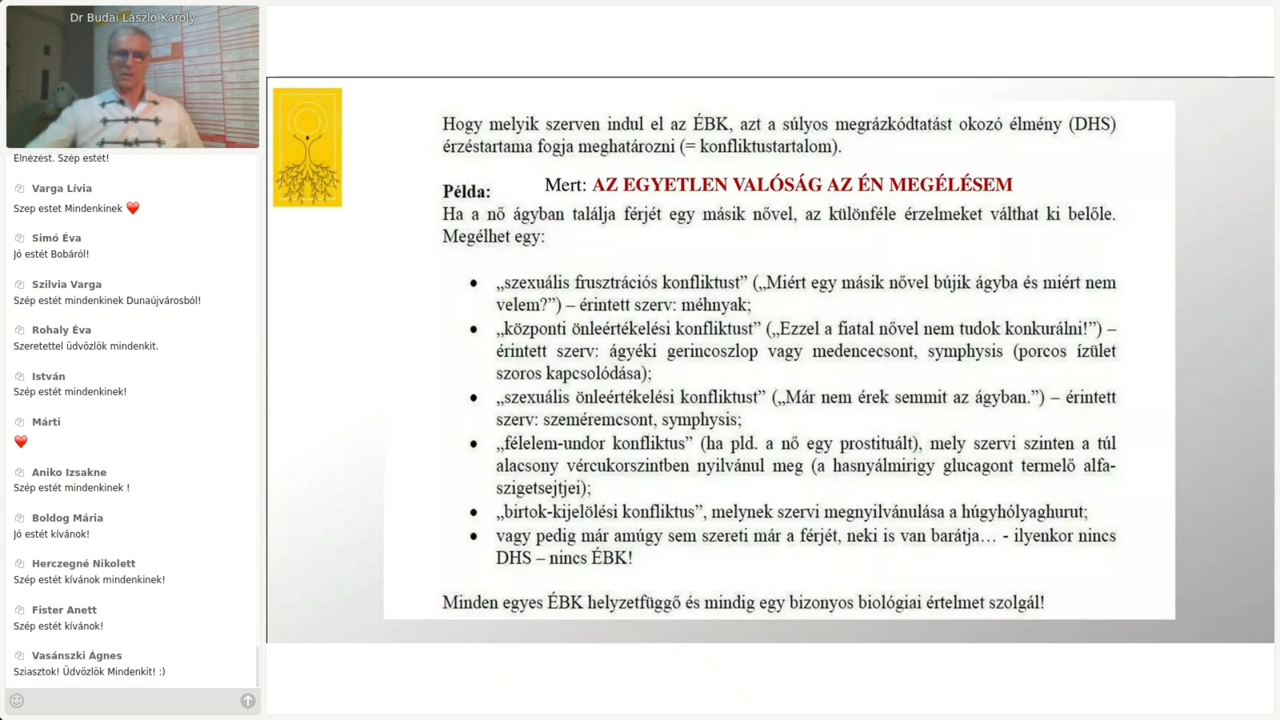 Dr Budai László Károly
Elnézést. Szép estét!
Varga Lívia
Szep estet Mindenkinek
Simó Éva
Jó estét Bobáról!
Szilvia Varga
Szép estét mindenkinek Dunaújvárosból!
Rohaly Éva
Szeretettel üdvözlök mindenkit.
István
Szép estét mindenkinek!
Márti
Aniko Izsakne
Szép estét mindenkinek !
Boldog Mária
Jó estét kívánok!
Herczegné Nikolett
Szép estét kívánok mindenkinek!
Fister Anett
Szép estét kívánok!
Vasánszki Ágnes
Sziasztok! Üdvözlök Mindenkit! :)
Hogy melyik szerven indul el az ÉBK, azt a súlyos megrázkódtatást okozó élmény (DHS)
érzéstartama fogja meghatározni (= konfliktustartalom).
Példa: Mert: AZ EGYETLEN VALÓSÁG AZ ÉN MEGÉLÉSEM
Ha a nő ágyban találja férjét egy másik nővel, az különféle érzelmeket válthat ki belőle.
Megélhet egy:
• „szexuális frusztrációs konfliktust” („Miért egy másik nővel bújik ágyba és miért nem
velem?”) – érintett szerv: méhnyak;
• „központi önleértékelési konfliktust” („Ezzel a fiatal nővel nem tudok konkurálni!”) –
érintett szerv: ágyéki gerincoszlop vagy medencecsont, symphysis (porcos ízület
szoros kapcsolódása);
• „szexuális önleértékelési konfliktust” („Már nem érek semmit az ágyban.”) – érintett
szerv: szeméremcsont, symphysis;
• „félelem-undor konfliktus” (ha pld. a nő egy prostituált), mely szervi szinten a túl
alacsony vércukorszintben nyilvánul meg (a hasnyálmirigy glucagont termelő alfa-
szigetsejtjei);
• „birtok-kijelölési konfliktus”, melynek szervi megnyilvánulása a húgyhólyaghurut;
• vagy pedig már amúgy sem szereti már a férjét, neki is van barátja… - ilyenkor nincs
DHS – nincs ÉBK!
Minden egyes ÉBK helyzetfüggő és mindig egy bizonyos biológiai értelmet szolgál!